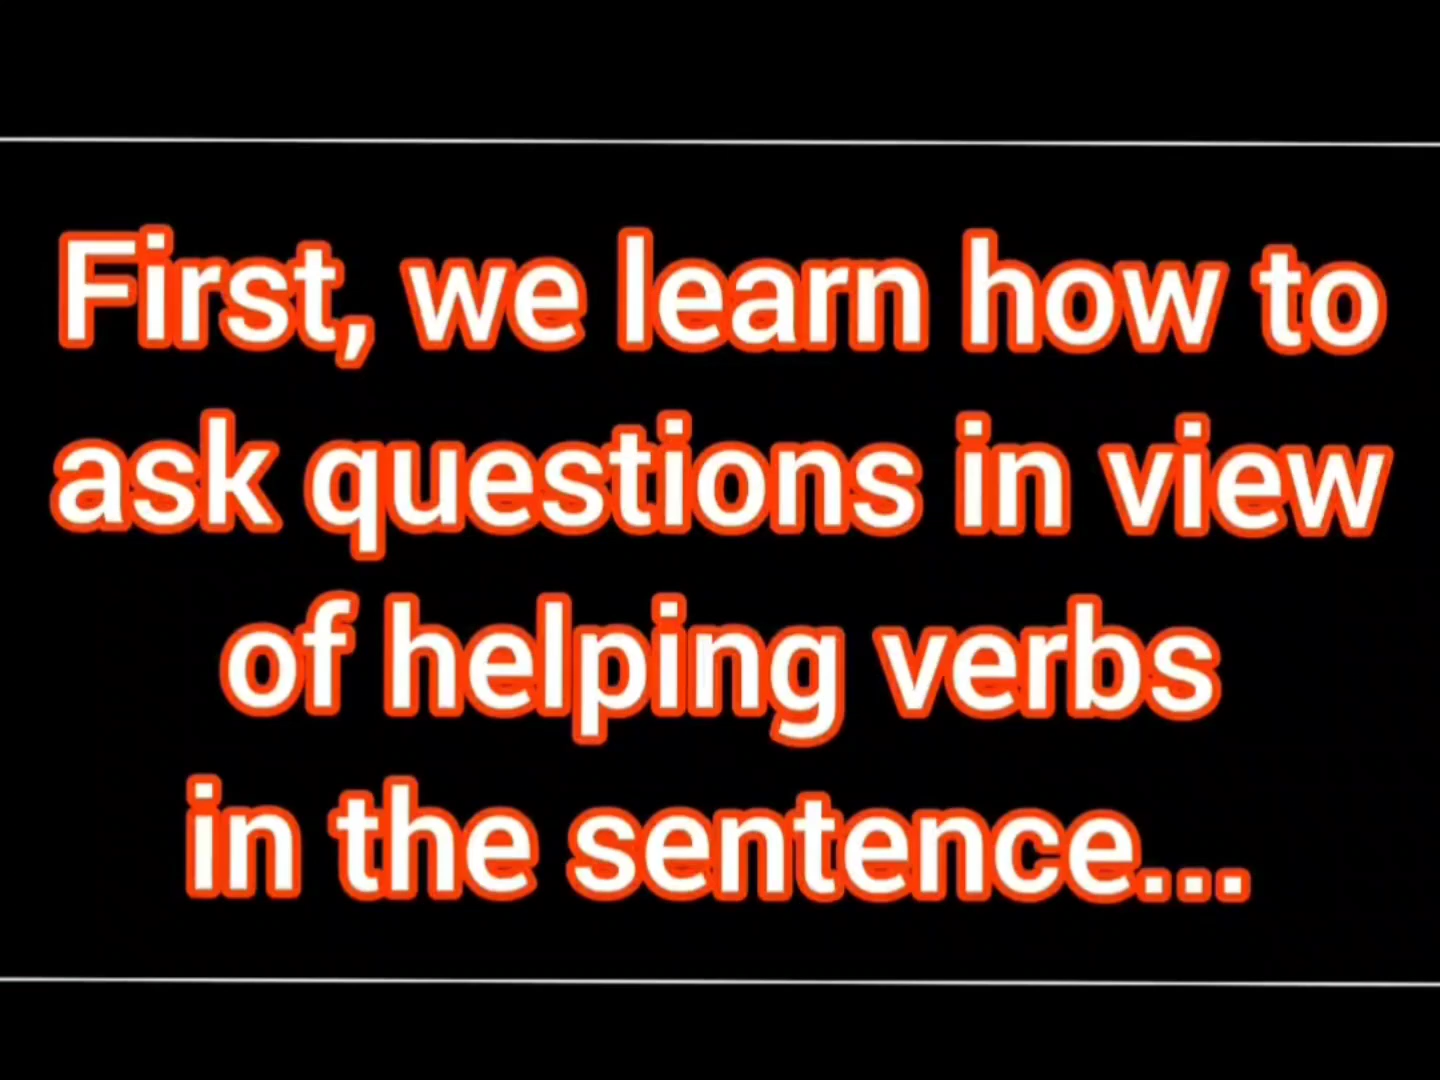 First, we learn how to
ask questions in view
of helping verbs
in the sentence...